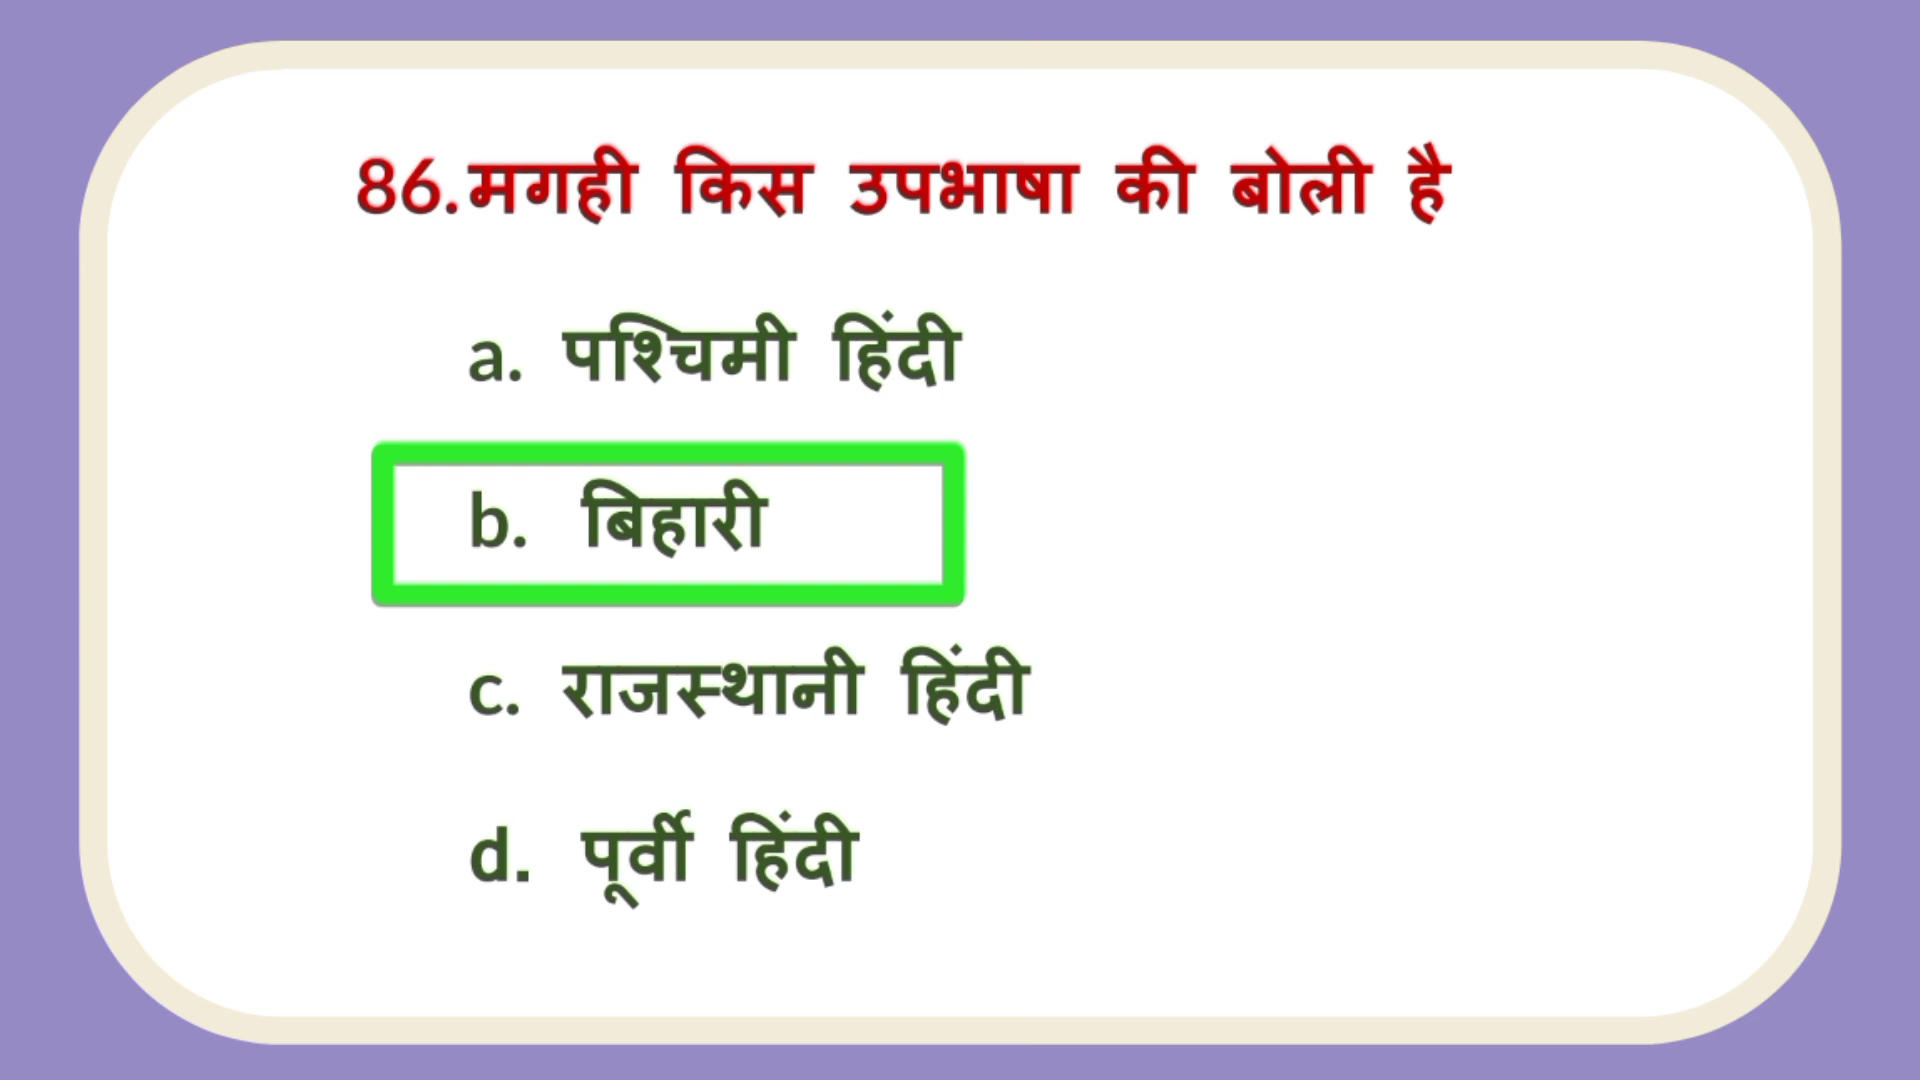 86.मगही किस उपभाषा की बोली है
a. पश्चिमी हिंदी
b. बिहारी
c. राजस्थानी हिंदी
d. पूर्वी हिंदी